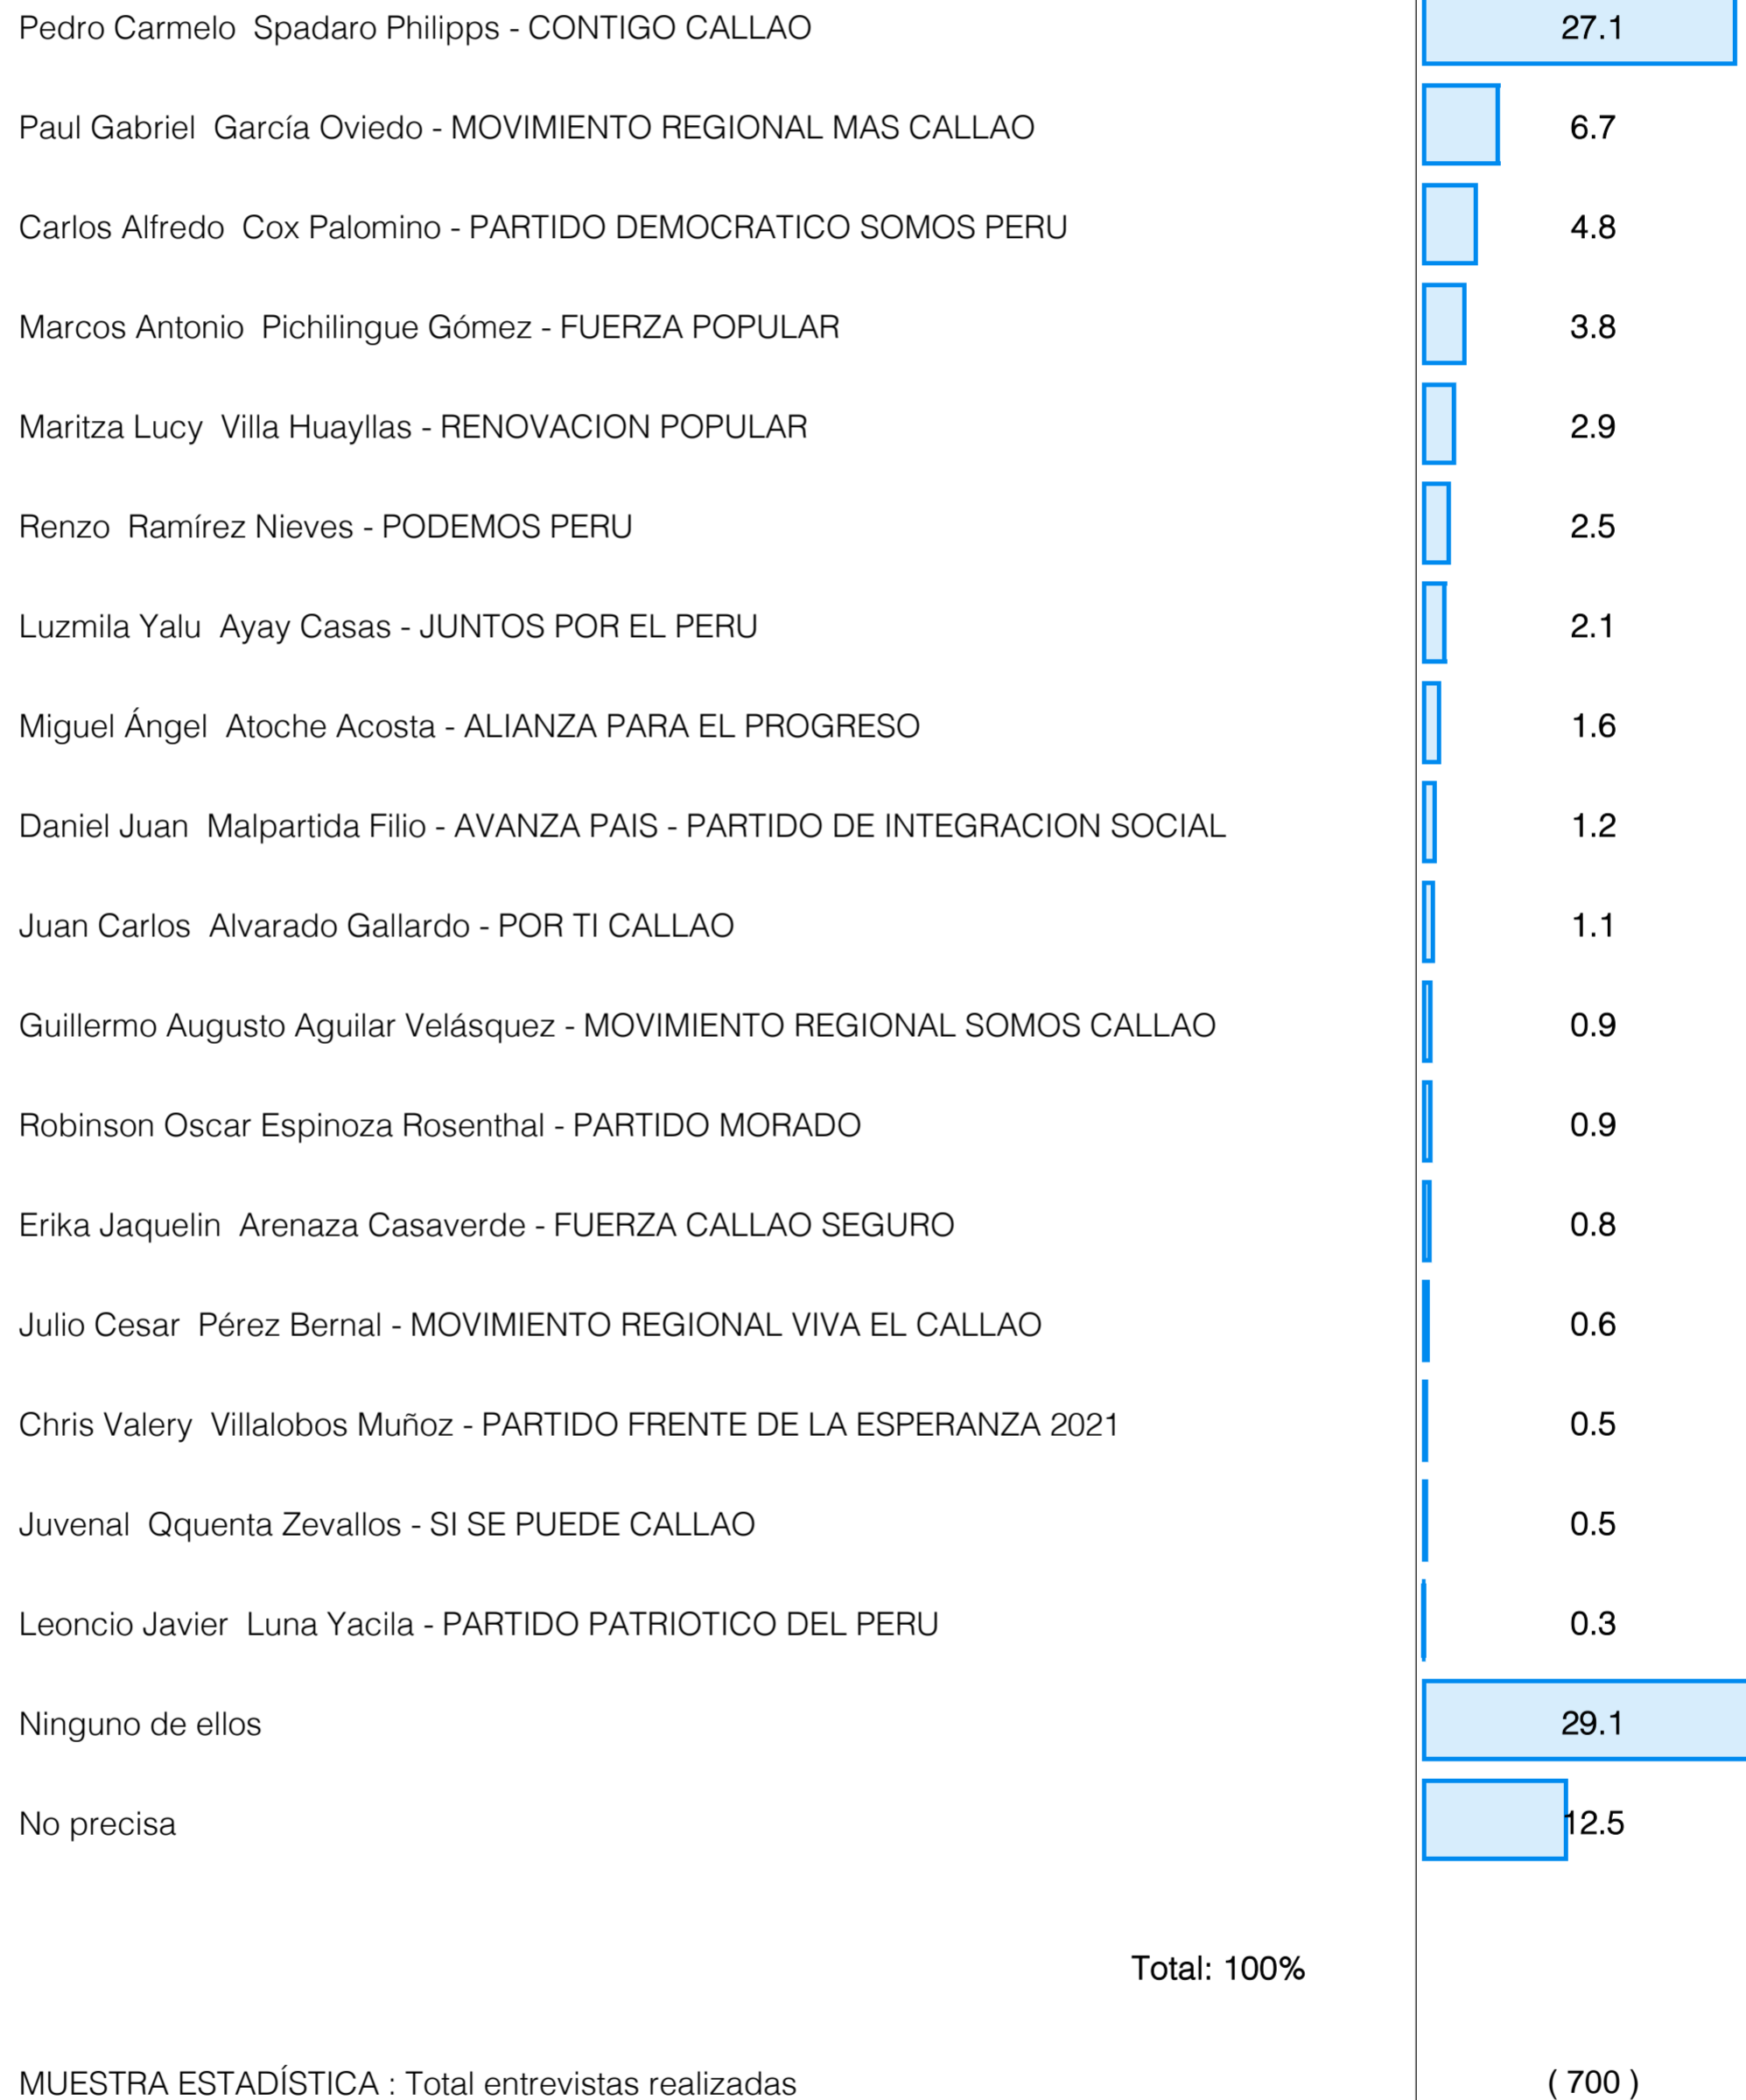 Pedro Carmelo  Spadaro Philipps - CONTIGO CALLAO 27.1
Paul Gabriel  García Oviedo - MOVIMIENTO REGIONAL MAS CALLAO 6.7
Carlos Alfredo  Cox Palomino - PARTIDO DEMOCRATICO SOMOS PERU 4.8
Marcos Antonio  Pichilingue Gómez - FUERZA POPULAR 3.8
Maritza Lucy  Villa Huayllas - RENOVACION POPULAR 2.9
Renzo  Ramírez Nieves - PODEMOS PERU 2.5
Luzmila Yalu  Ayay Casas - JUNTOS POR EL PERU 2.1
Miguel Ángel  Atoche Acosta - ALIANZA PARA EL PROGRESO 1.6
Daniel Juan  Malpartida Filio - AVANZA PAIS - PARTIDO DE INTEGRACION SOCIAL 1.2
Juan Carlos  Alvarado Gallardo - POR TI CALLAO 1.1
Guillermo Augusto Aguilar Velásquez - MOVIMIENTO REGIONAL SOMOS CALLAO 0.9
Robinson Oscar Espinoza Rosenthal - PARTIDO MORADO 0.9
Erika Jaquelin  Arenaza Casaverde - FUERZA CALLAO SEGURO 0.8
Julio Cesar  Pérez Bernal - MOVIMIENTO REGIONAL VIVA EL CALLAO 0.6
Chris Valery  Villalobos Muñoz - PARTIDO FRENTE DE LA ESPERANZA 2021 0.5
Juvenal  Qquenta Zevallos - SI SE PUEDE CALLAO 0.5
Leoncio Javier  Luna Yacila - PARTIDO PATRIOTICO DEL PERU 0.3
Ninguno de ellos 29.1
No precisa 12.5
Total: 100%
MUESTRA ESTADÍSTICA : Total entrevistas realizadas ( 700 )